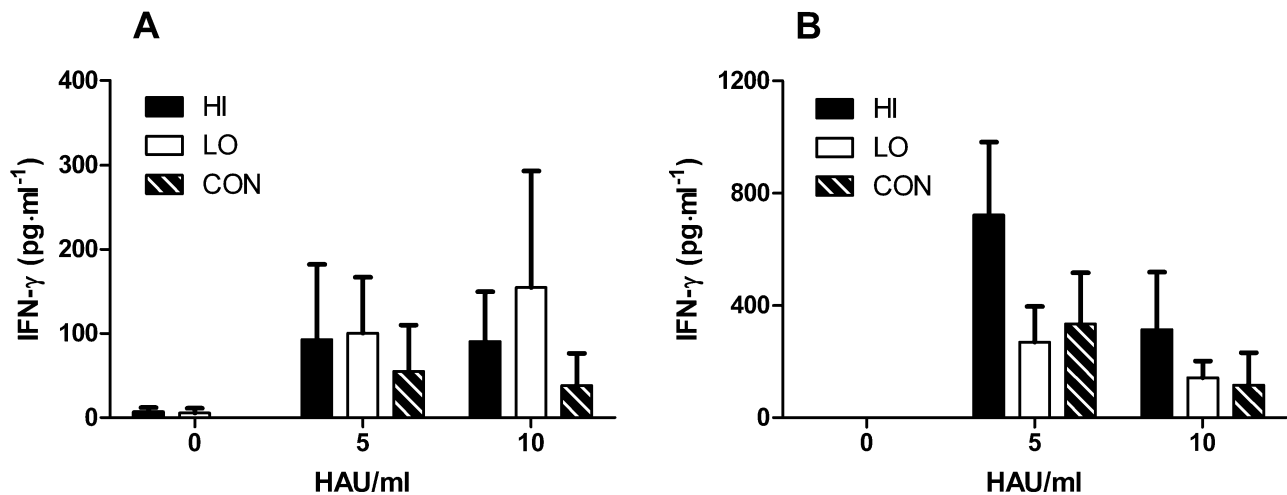 A
IFN-γ (pg·ml⁻¹)
400
300
200
100
0
HI
LO
CON
0 5 10
HAU/ml
B
IFN-γ (pg·ml⁻¹)
1200
800
400
0
HI
LO
CON
0 5 10
HAU/ml